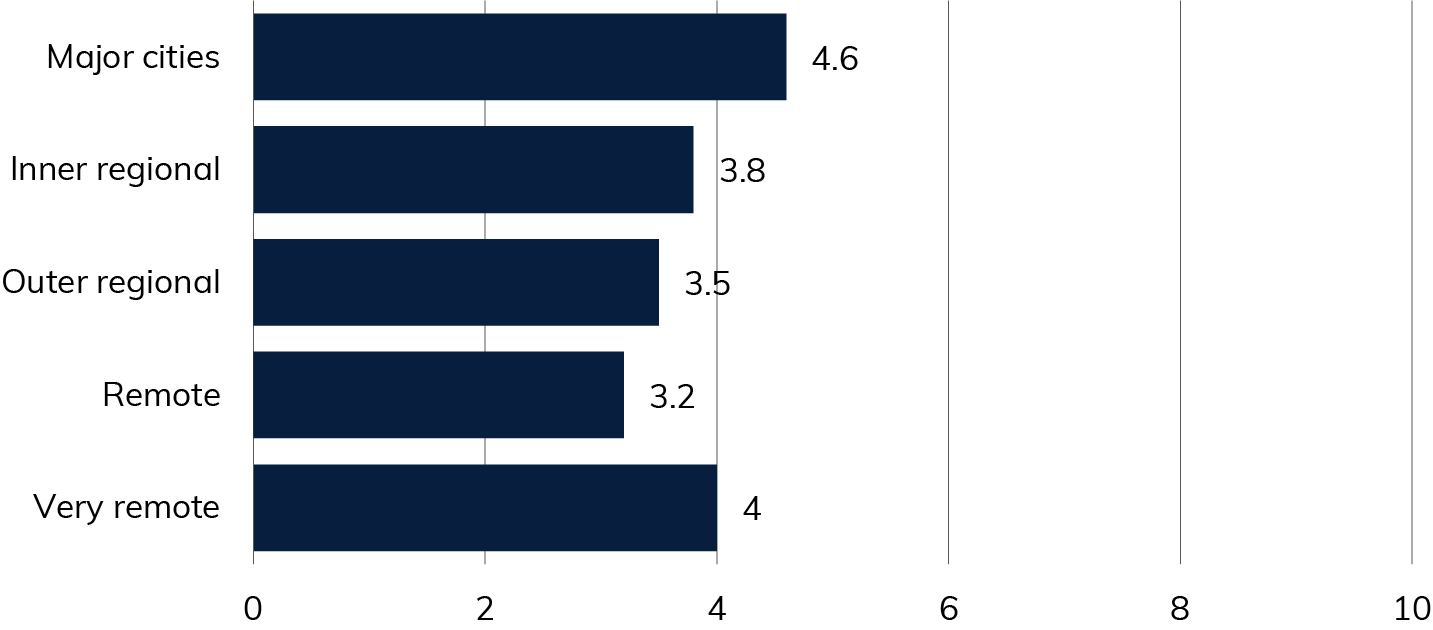 Major cities 4.6
Inner regional 3.8
Outer regional 3.5
Remote 3.2
Very remote 4
0 2 4 6 8 10